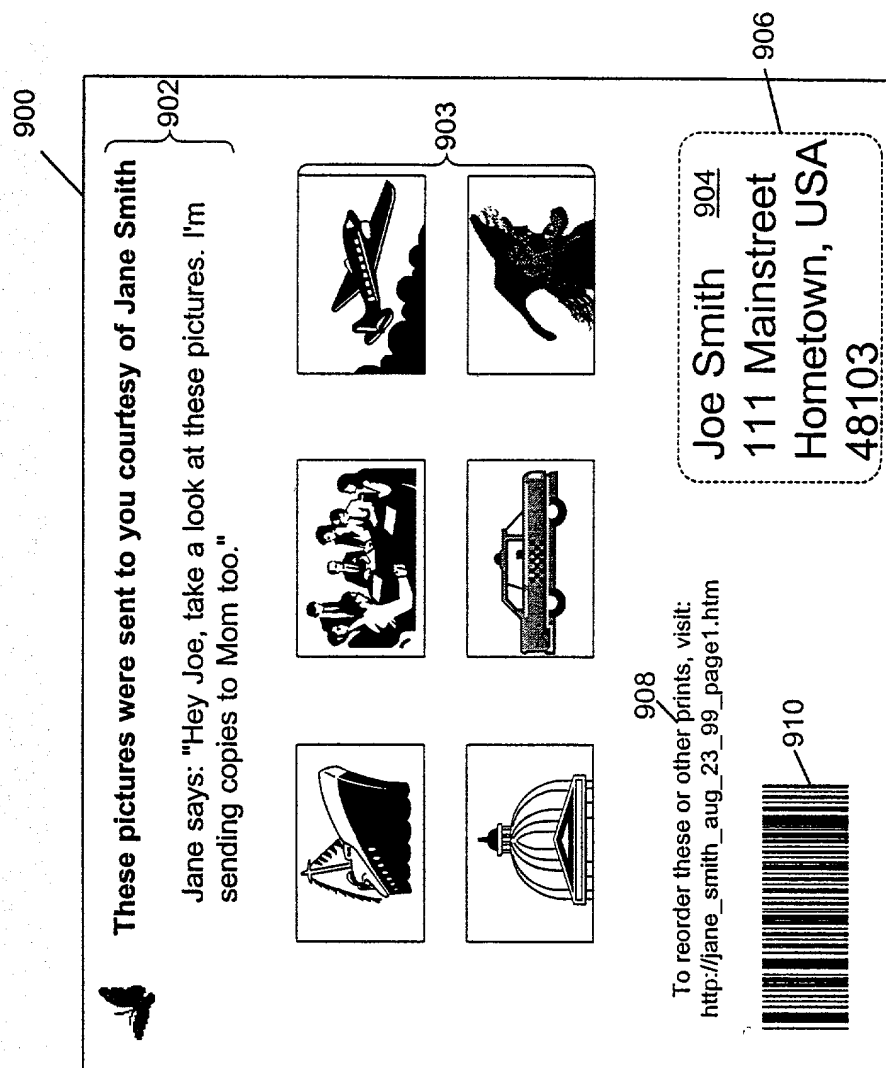 900
These pictures were sent to you courtesy of Jane Smith
902
Jane says: "Hey Joe, take a look at these pictures. I'm
sending copies to Mom too."
903
908
To reorder these or other prints, visit:
http://jane_smith_aug_23_99_page1.htm
910
Joe Smith 904
111 Mainstreet
Hometown, USA
48103
906